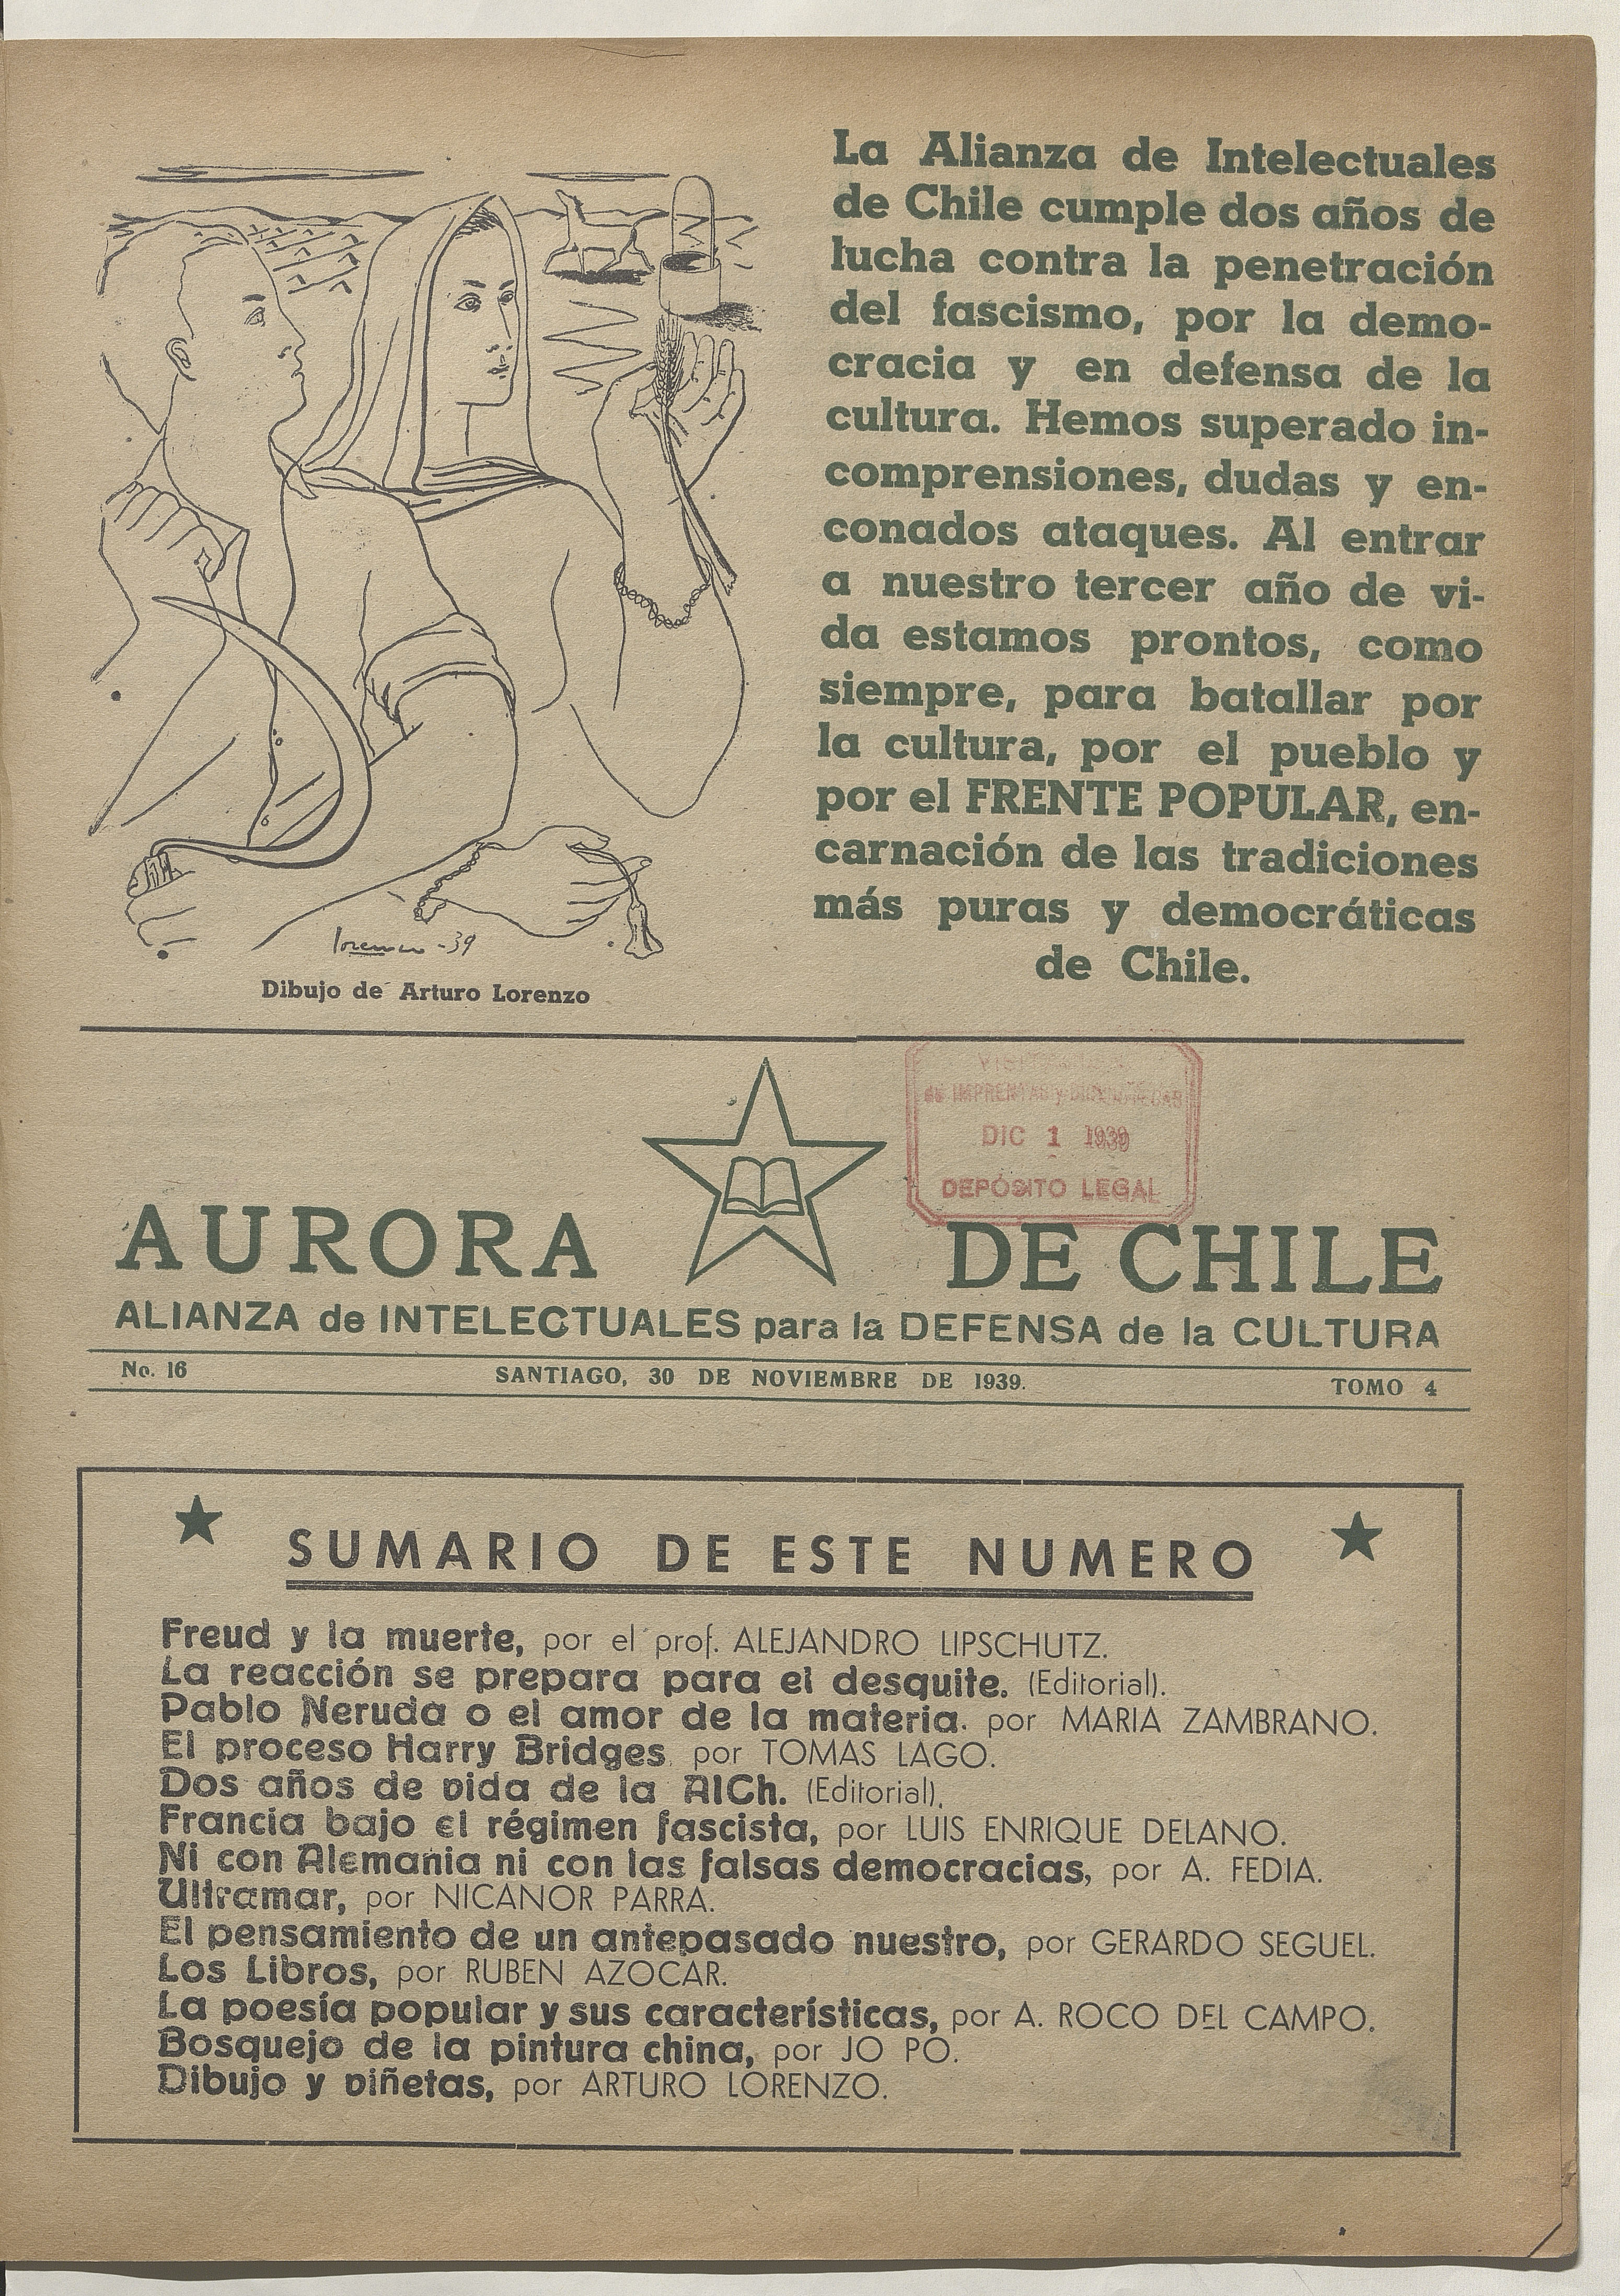 La Alianza de Intelectuales
de Chile cumple dos años de
lucha contra la penetración
del fascismo, por la demo-
cracia y en defensa de la
cultura. Hemos superado in-
comprensiones, dudas y en-
conados ataques. Al entrar
a nuestro tercer año de vi-
da estamos prontos, como
siempre, para batallar por
la cultura, por el pueblo y
por el FRENTE POPULAR, en-
carnación de las tradiciones
más puras y democráticas
de Chile.
lorenzo - 39
Dibujo de Arturo Lorenzo
de IMPRENTAS y BIBLIOTECAS
DIC 1 1939
DEPÓSITO LEGAL
AURORA DE CHILE
ALIANZA de INTELECTUALES para la DEFENSA de la CULTURA
No. 16 SANTIAGO, 30 DE NOVIEMBRE DE 1939. TOMO 4
SUMARIO DE ESTE NUMERO
Freud y la muerte, por el prof. ALEJANDRO LIPSCHUTZ.
La reacción se prepara para el desquite. (Editorial).
Pablo Neruda o el amor de la materia. por MARIA ZAMBRANO.
El proceso Harry Bridges, por TOMAS LAGO.
Dos años de vida de la AICh. (Editorial).
Francia bajo el régimen fascista, por LUIS ENRIQUE DELANO.
Ni con Alemania ni con las falsas democracias, por A. FEDIA.
Ultramar, por NICANOR PARRA.
El pensamiento de un antepasado nuestro, por GERARDO SEGUEL.
Los Libros, por RUBEN AZOCAR.
La poesía popular y sus características, por A. ROCO DEL CAMPO.
Bosquejo de la pintura china, por JO PO.
Dibujo y viñetas, por ARTURO LORENZO.